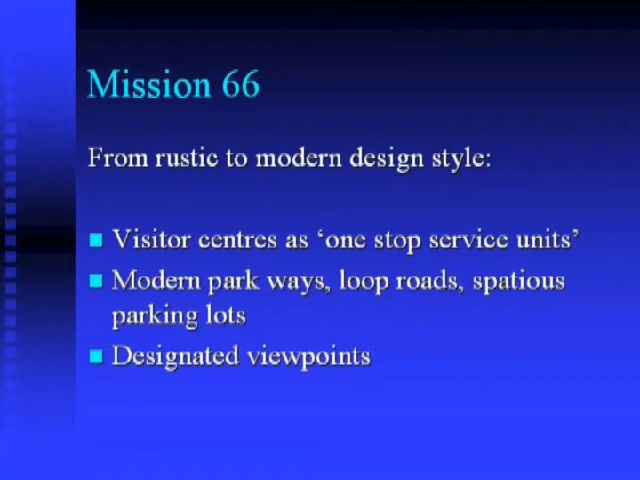 Mission 66
From rustic to modern design style:
Visitor centres as ‘one stop service units’
Modern park ways, loop roads, spatious
parking lots
Designated viewpoints